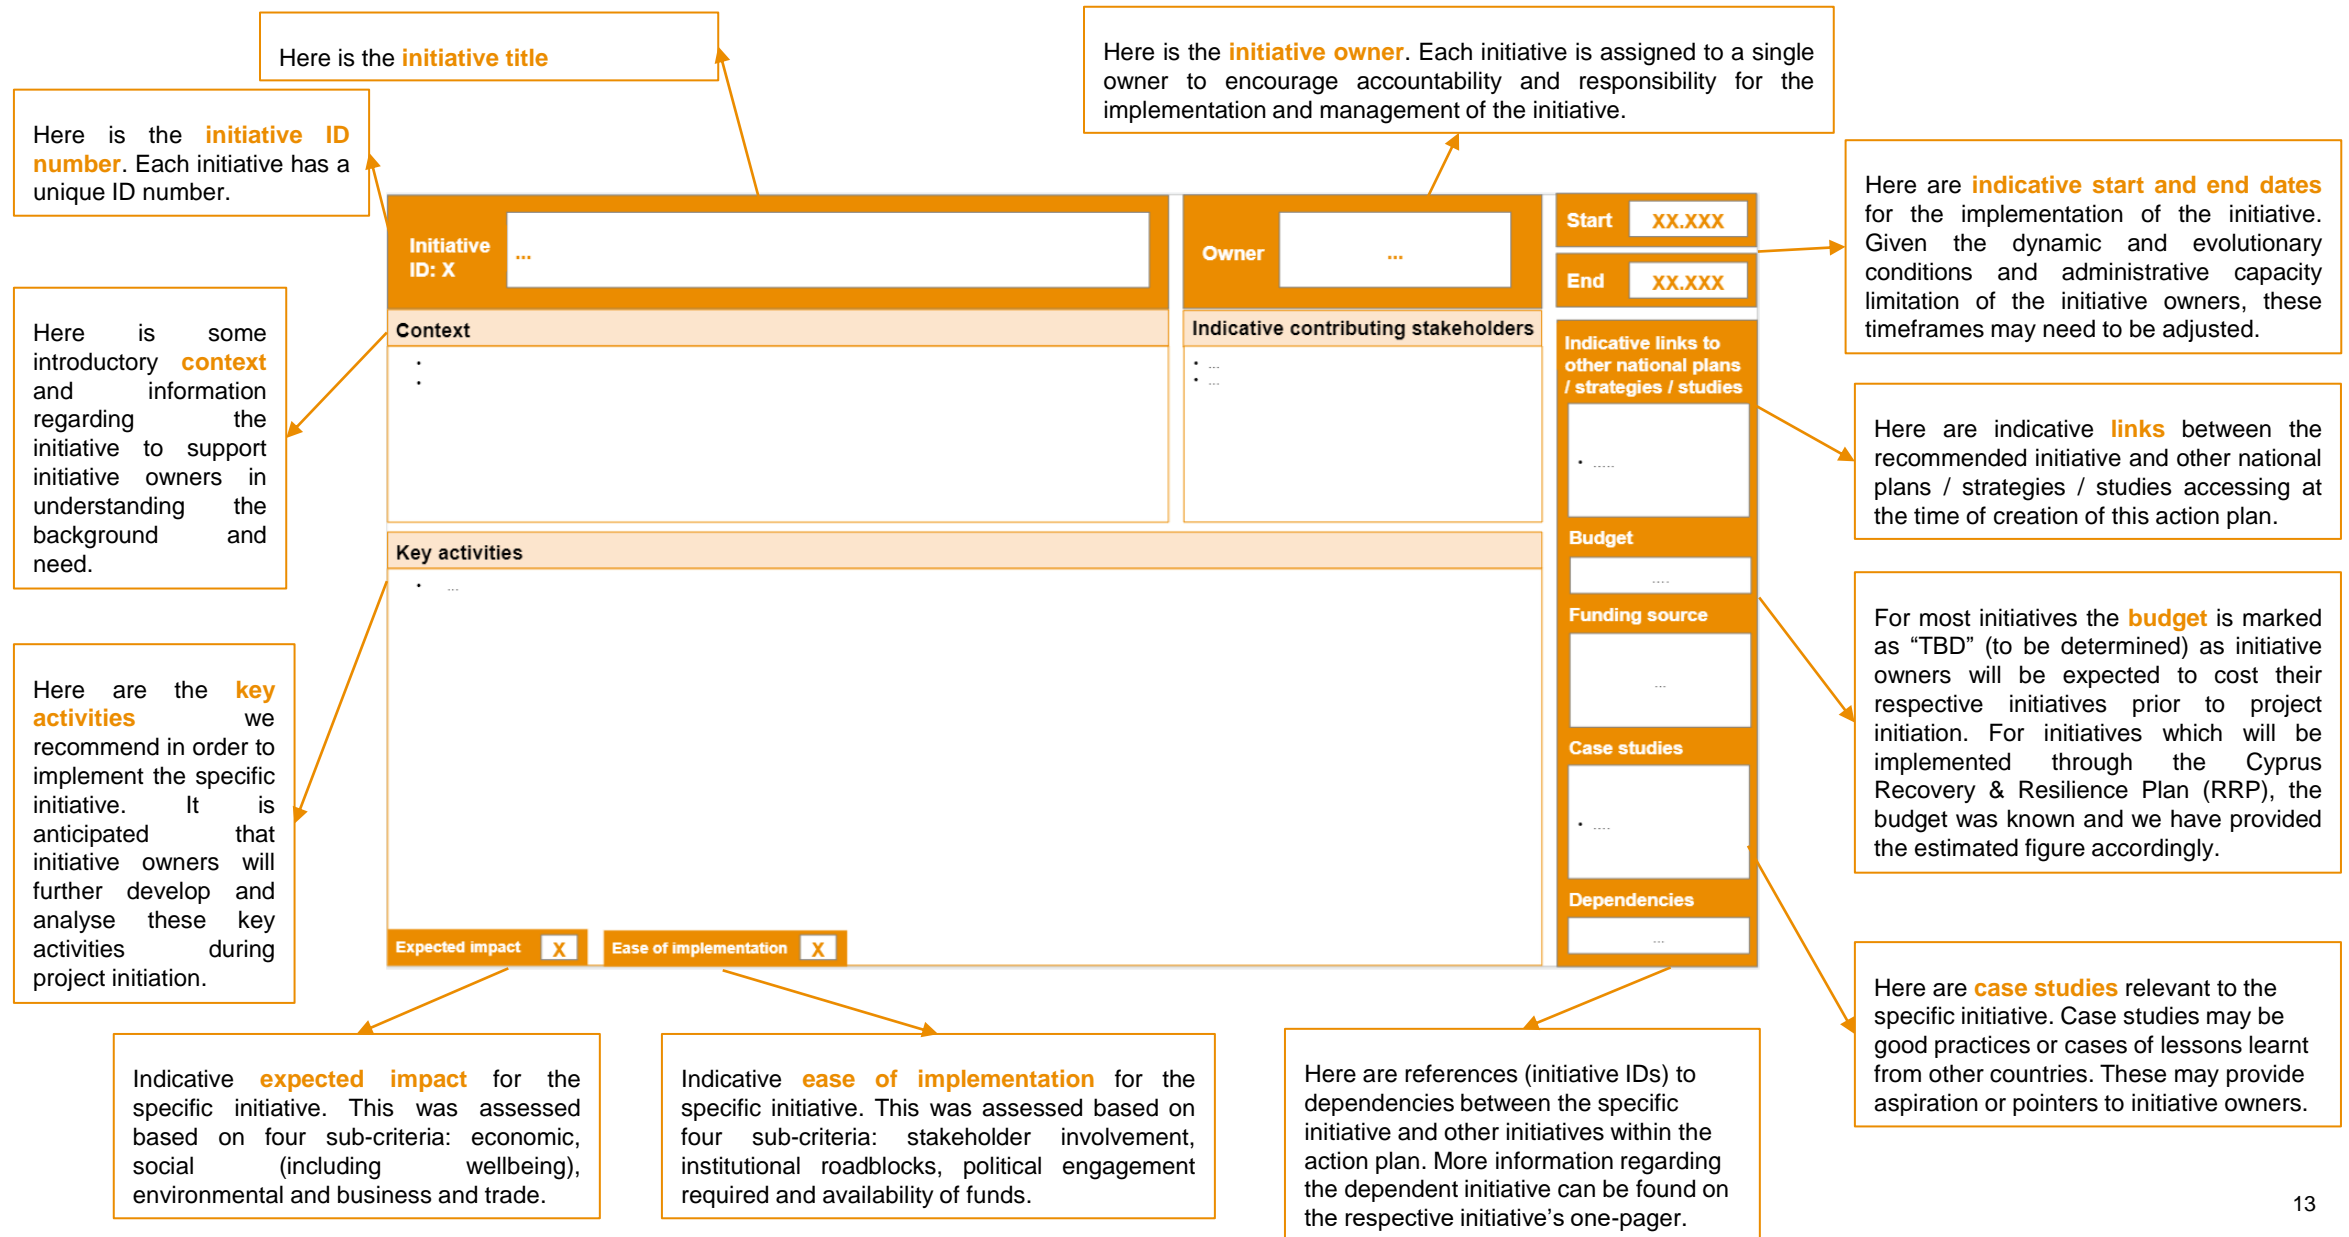 Here is the initiative title
Here is the initiative owner. Each initiative is assigned to a single
owner to encourage accountability and responsibility for the
implementation and management of the initiative.
Here is the initiative ID
number. Each initiative has a
unique ID number.
Here are indicative start and end dates
for the implementation of the initiative.
Given the dynamic and evolutionary
conditions and administrative capacity
limitation of the initiative owners, these
timeframes may need to be adjusted.
Initiative
ID: X
...
Owner
...
Start
XX.XXX
End
XX.XXX
Here is some
introductory context
and information
regarding the
initiative to support
initiative owners in
understanding the
background and
need.
Context
•
•
Indicative contributing stakeholders
• ...
• ...
Indicative links to
other national plans
/ strategies / studies
• .....
Here are indicative links between the
recommended initiative and other national
plans / strategies / studies accessing at
the time of creation of this action plan.
Key activities
• ...
Budget
....
Funding source
...
Case studies
• ....
Dependencies
...
For most initiatives the budget is marked
as “TBD” (to be determined) as initiative
owners will be expected to cost their
respective initiatives prior to project
initiation. For initiatives which will be
implemented through the Cyprus
Recovery & Resilience Plan (RRP), the
budget was known and we have provided
the estimated figure accordingly.
Here are the key
activities we
recommend in order to
implement the specific
initiative. It is
anticipated that
initiative owners will
further develop and
analyse these key
activities during
project initiation.
Expected impact X
Ease of implementation X
Here are case studies relevant to the
specific initiative. Case studies may be
good practices or cases of lessons learnt
from other countries. These may provide
aspiration or pointers to initiative owners.
Indicative expected impact for the
specific initiative. This was assessed
based on four sub-criteria: economic,
social (including wellbeing),
environmental and business and trade.
Indicative ease of implementation for the
specific initiative. This was assessed based on
four sub-criteria: stakeholder involvement,
institutional roadblocks, political engagement
required and availability of funds.
Here are references (initiative IDs) to
dependencies between the specific
initiative and other initiatives within the
action plan. More information regarding
the dependent initiative can be found on
the respective initiative’s one-pager.
13